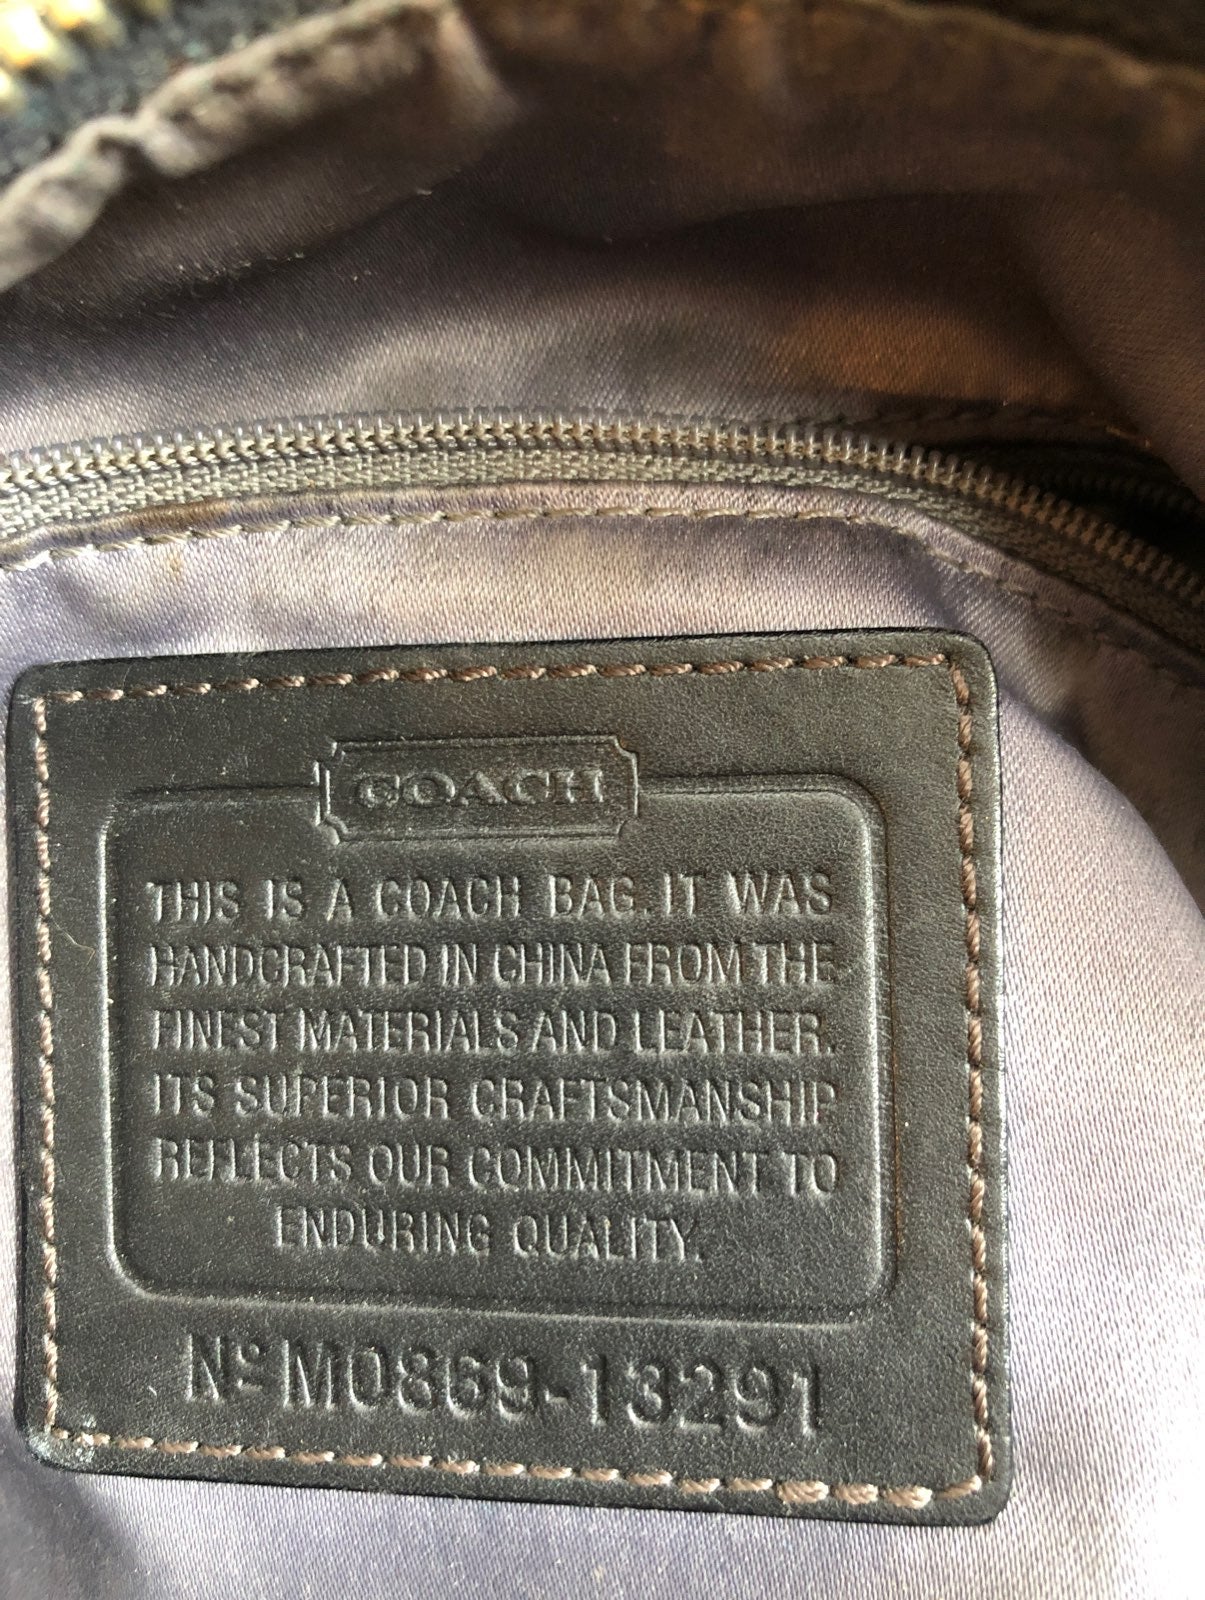 COACH
THIS IS A COACH BAG. IT WAS
HANDCRAFTED IN CHINA FROM THE
FINEST MATERIALS AND LEATHER.
ITS SUPERIOR CRAFTSMANSHIP
REFLECTS OUR COMMITMENT TO
ENDURING QUALITY.
Nº M0869-13291